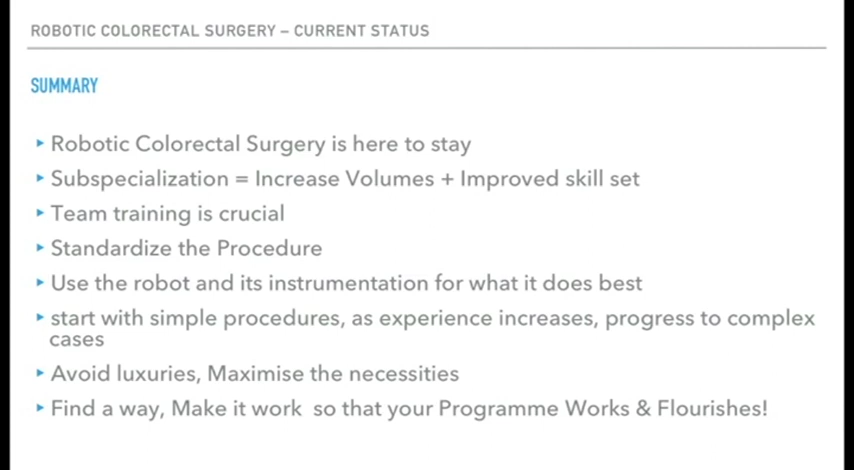 ROBOTIC COLORECTAL SURGERY – CURRENT STATUS
SUMMARY
▸ Robotic Colorectal Surgery is here to stay
▸ Subspecialization = Increase Volumes + Improved skill set
▸ Team training is crucial
▸ Standardize the Procedure
▸ Use the robot and its instrumentation for what it does best
▸ start with simple procedures, as experience increases, progress to complex
cases
▸ Avoid luxuries, Maximise the necessities
▸ Find a way, Make it work so that your Programme Works & Flourishes!